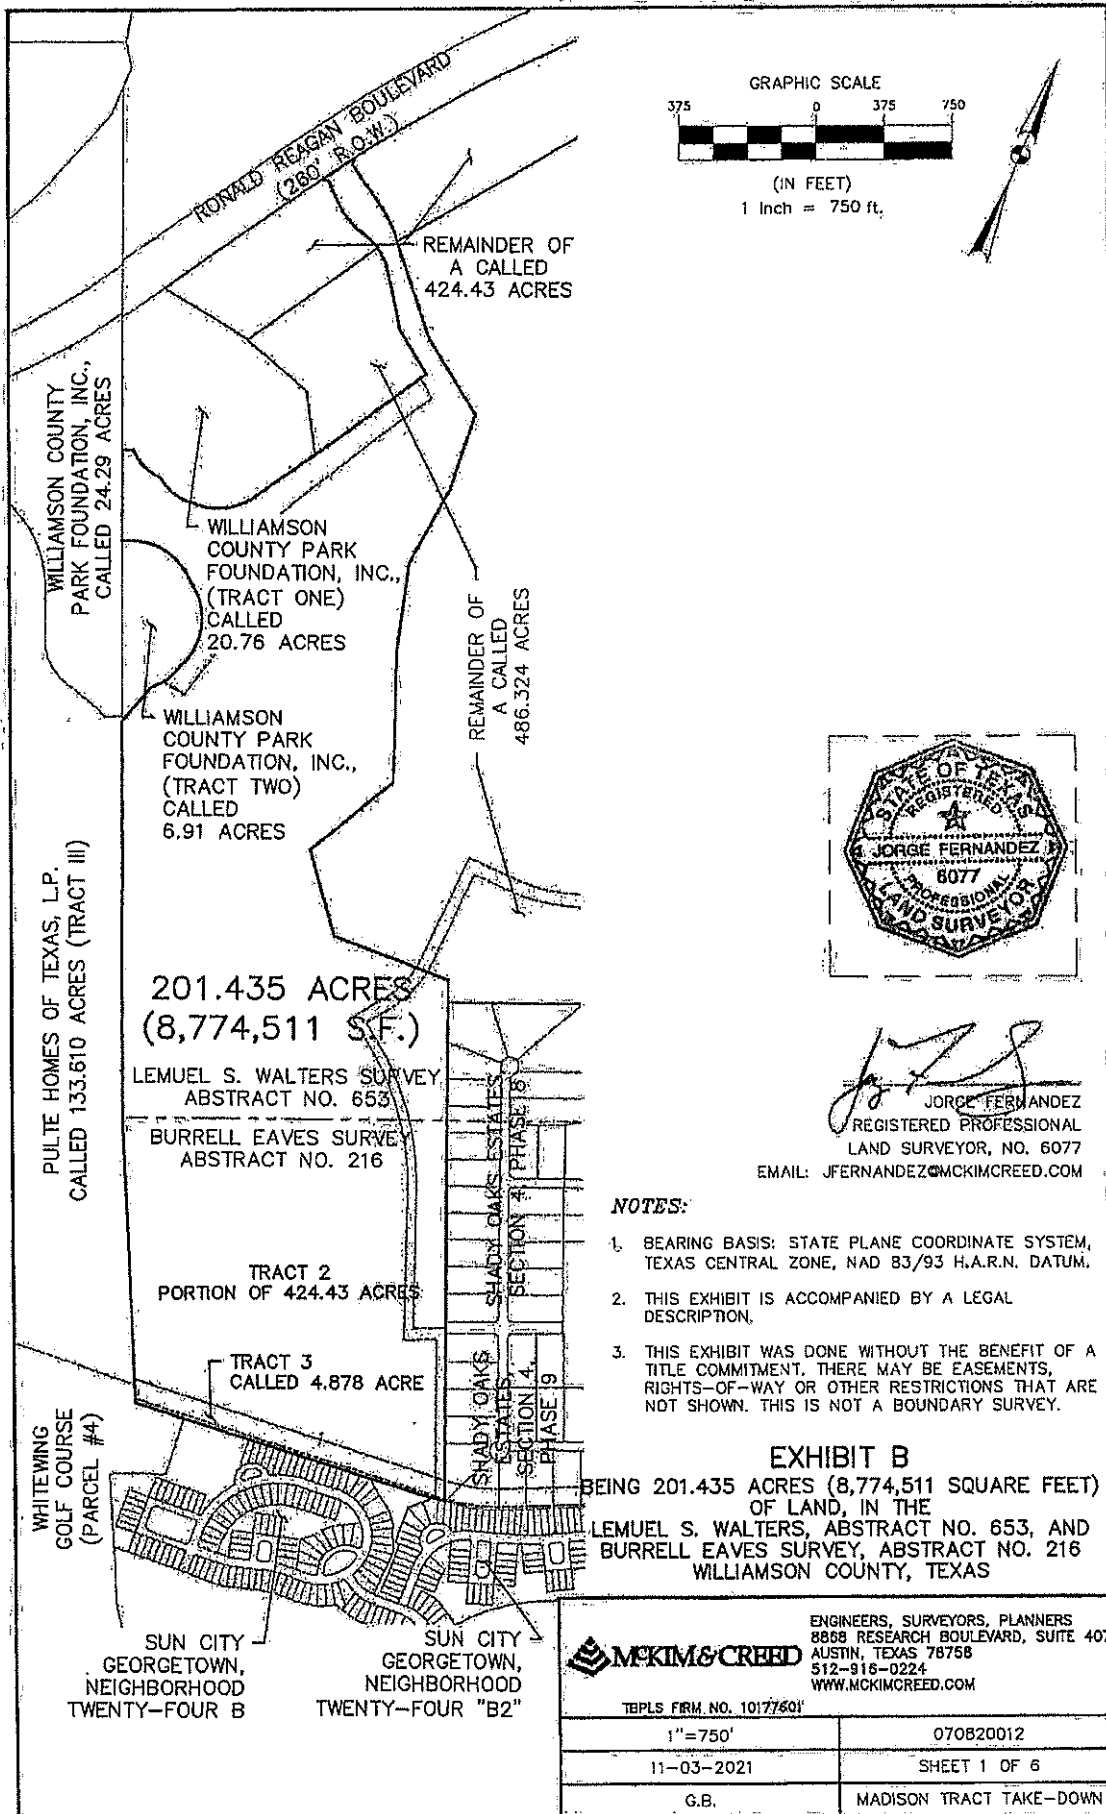 RONALD REAGAN BOULEVARD
(260' R.O.W.)
GRAPHIC SCALE
375 0 375 750
(IN FEET)
1 Inch = 750 ft.
REMAINDER OF
A CALLED
424.43 ACRES
WILLIAMSON COUNTY
PARK FOUNDATION, INC.,
CALLED 24.29 ACRES
WILLIAMSON
COUNTY PARK
FOUNDATION, INC.,
(TRACT ONE)
CALLED
20.76 ACRES
REMAINDER OF
A CALLED
486.324 ACRES
WILLIAMSON
COUNTY PARK
FOUNDATION, INC.,
(TRACT TWO)
CALLED
6.91 ACRES
PULTE HOMES OF TEXAS, L.P.
CALLED 133.610 ACRES (TRACT III)
201.435 ACRES
(8,774,511 S.F.)
LEMUEL S. WALTERS SURVEY
ABSTRACT NO. 653
BURRELL EAVES SURVEY
ABSTRACT NO. 216
TRACT 2
PORTION OF 424.43 ACRES
TRACT 3
CALLED 4.878 ACRE
SHADY OAKS ESTATES,
SECTION 4, PHASE 18
SHADY OAKS
ESTATES,
SECTION 4,
PHASE 19
WHITEWING
GOLF COURSE
(PARCEL #4)
SUN CITY
GEORGETOWN,
NEIGHBORHOOD
TWENTY-FOUR B
SUN CITY
GEORGETOWN,
NEIGHBORHOOD
TWENTY-FOUR "B2"
STATE OF TEXAS
REGISTERED
JORGE FERNANDEZ
6077
PROFESSIONAL
LAND SURVEYOR
JORGE FERNANDEZ
REGISTERED PROFESSIONAL
LAND SURVEYOR, NO. 6077
EMAIL: JFERNANDEZ@MCKIMCREED.COM
NOTES:
1. BEARING BASIS: STATE PLANE COORDINATE SYSTEM,
TEXAS CENTRAL ZONE, NAD 83/93 H.A.R.N. DATUM.
2. THIS EXHIBIT IS ACCOMPANIED BY A LEGAL
DESCRIPTION.
3. THIS EXHIBIT WAS DONE WITHOUT THE BENEFIT OF A
TITLE COMMITMENT. THERE MAY BE EASEMENTS,
RIGHTS-OF-WAY OR OTHER RESTRICTIONS THAT ARE
NOT SHOWN. THIS IS NOT A BOUNDARY SURVEY.
EXHIBIT B
BEING 201.435 ACRES (8,774,511 SQUARE FEET)
OF LAND, IN THE
LEMUEL S. WALTERS, ABSTRACT NO. 653, AND
BURRELL EAVES SURVEY, ABSTRACT NO. 216
WILLIAMSON COUNTY, TEXAS
McKIM&CREED
ENGINEERS, SURVEYORS, PLANNERS
8868 RESEARCH BOULEVARD, SUITE 407
AUSTIN, TEXAS 78758
512-916-0224
WWW.MCKIMCREED.COM
TBPLS FIRM NO. 10177601
1"=750' 070820012
11-03-2021 SHEET 1 OF 6
G.B. MADISON TRACT TAKE-DOWN